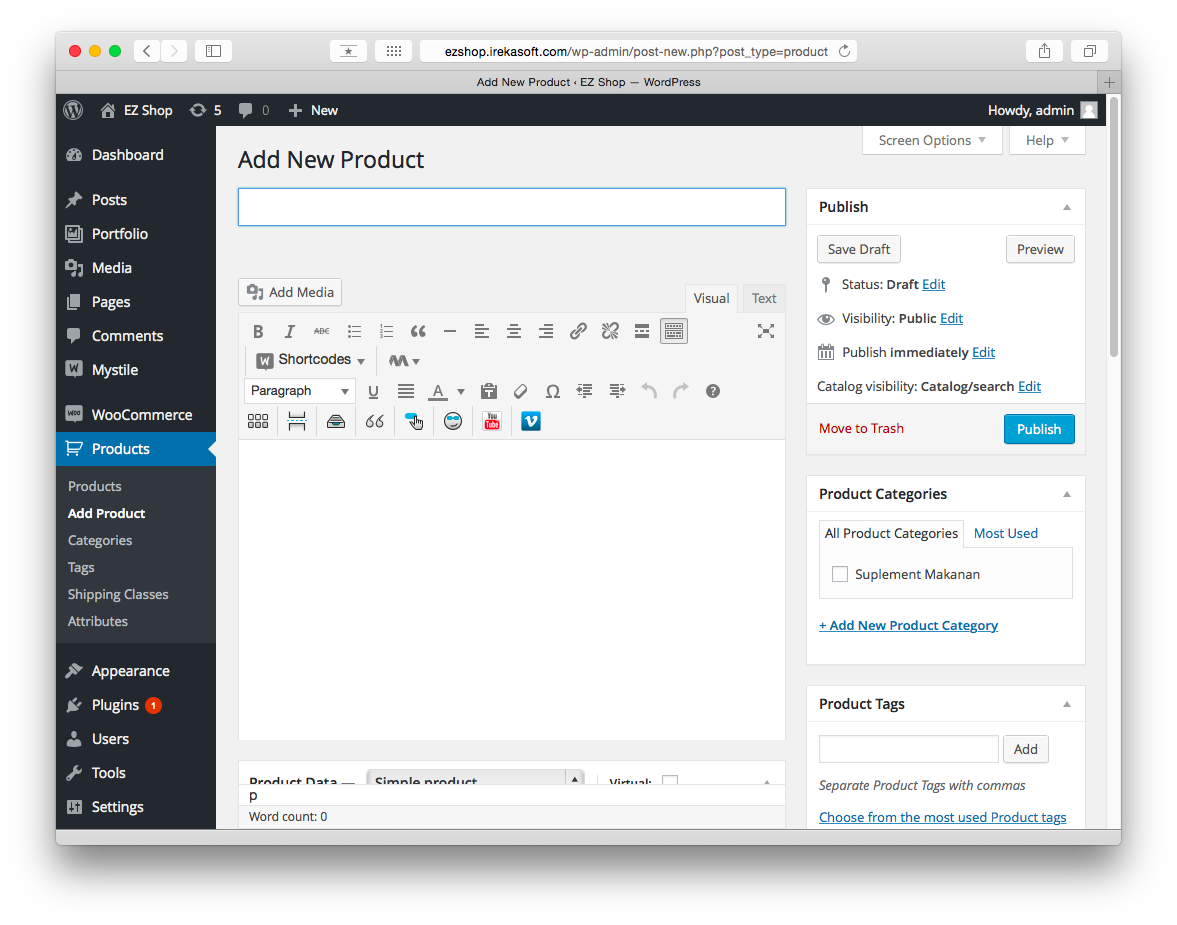 ezshop.irekasoft.com/wp-admin/post-new.php?post_type=product
Add New Product ‹ EZ Shop — WordPress
EZ Shop 5 0 New Howdy, admin
Screen Options Help
Dashboard
Posts
Portfolio
Media
Pages
Comments
Mystile
WooCommerce
Products
Products
Add Product
Categories
Tags
Shipping Classes
Attributes
Appearance
Plugins 1
Users
Tools
Settings
Add New Product
Add Media
Visual Text
B I ABC
Shortcodes
Paragraph U A
You Tube
Product Data — Simple product Virtual:
p
Word count: 0
Publish
Save Draft Preview
Status: Draft Edit
Visibility: Public Edit
Publish immediately Edit
Catalog visibility: Catalog/search Edit
Move to Trash Publish
Product Categories
All Product Categories Most Used
Suplement Makanan
+ Add New Product Category
Product Tags
Add
Separate Product Tags with commas
Choose from the most used Product tags